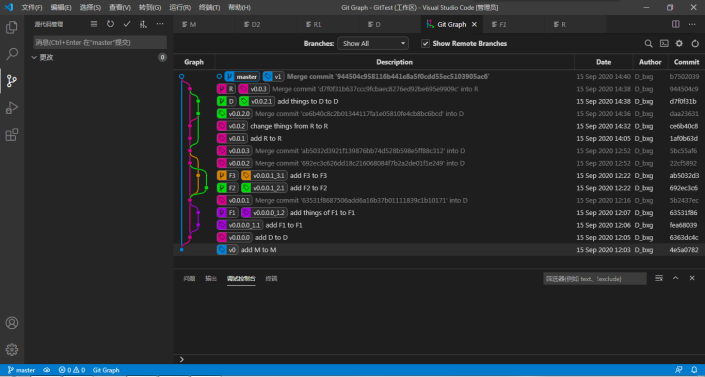 文件(F) 编辑(E) 选择(S) 查看(V) 转到(G) 运行(R) 终端(T) 帮助(H) Git Graph - GitTest (工作区) - Visual Studio Code [管理员]
源代码管理
M D2 R1 D Git Graph F1 R
消息(Ctrl+Enter 在"master"提交)
更改 0
Branches: Show All Show Remote Branches
Graph Description Date Author Commit
master v1 Merge commit '944504c958116b441e8a5f0cdd55ec5103905ac6' 15 Sep 2020 14:40 D_bxg b7502039
R v0.0.3 Merge commit 'd7f0f31b637ccc9fcbaec8276ed92be695e9909c' into R 15 Sep 2020 14:38 D_bxg 944504c9
D v0.0.2.1 add things to D to D 15 Sep 2020 14:38 D_bxg d7f0f31b
v0.0.2.0 Merge commit 'ce6b40c8c2b01344117fa1e05810fe4cb8bc6bcd' into D 15 Sep 2020 14:36 D_bxg daa23631
v0.0.2 change things from R to R 15 Sep 2020 14:32 D_bxg ce6b40c8
v0.0.1 add R to R 15 Sep 2020 14:05 D_bxg 1af0b63d
v0.0.0.3 Merge commit 'ab5032d3921f139876bb74d528b598e5ff88c312' into D 15 Sep 2020 12:52 D_bxg 5bc55af6
v0.0.0.2 Merge commit '692ec3c626dd18c216068084f7b2a2de01f1e249' into D 15 Sep 2020 12:52 D_bxg 22cf5892
F3 v0.0.0.1_3.1 add F3 to F3 15 Sep 2020 12:22 D_bxg ab5032d3
F2 v0.0.0.1_2.1 add F2 to F2 15 Sep 2020 12:22 D_bxg 692ec3c6
v0.0.0.1 Merge commit '63531f8687506add6a16b37b01111839c1b10171' into D 15 Sep 2020 12:16 D_bxg 5b2437ec
F1 v0.0.0.0_1.2 add things of F1 to F1 15 Sep 2020 12:07 D_bxg 63531f86
v0.0.0.0_1.1 add F1 to F1 15 Sep 2020 12:06 D_bxg fea68039
v0.0.0.0 add D to D 15 Sep 2020 12:05 D_bxg 6363dc4c
v0 add M to M 15 Sep 2020 12:03 D_bxg 4e5a0782
问题 输出 调试控制台 终端 筛选器(例如 text、!exclude)
master 0 0 Git Graph